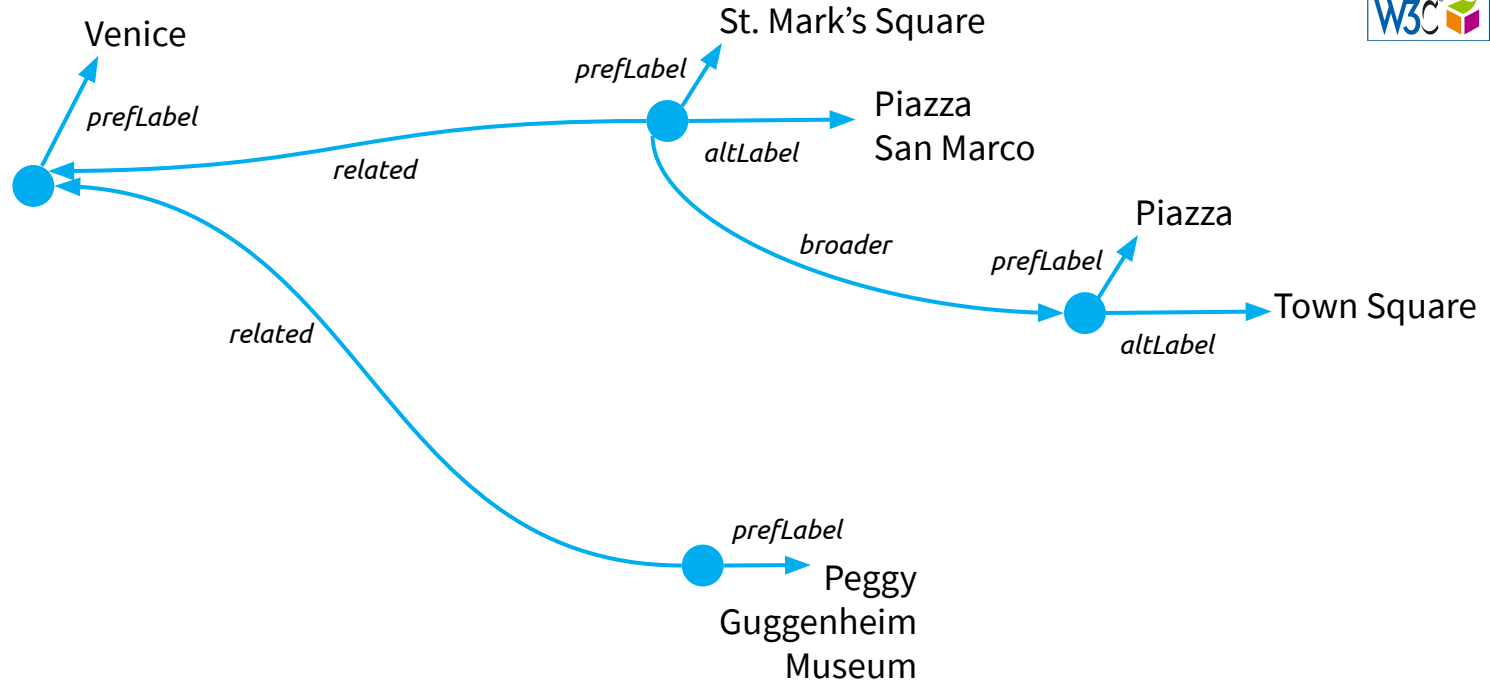 St. Mark’s Square
Venice
prefLabel
prefLabel
Piazza
San Marco
altLabel
related
Piazza
broader
prefLabel
Town Square
altLabel
related
prefLabel
Peggy
Guggenheim
Museum
W3C